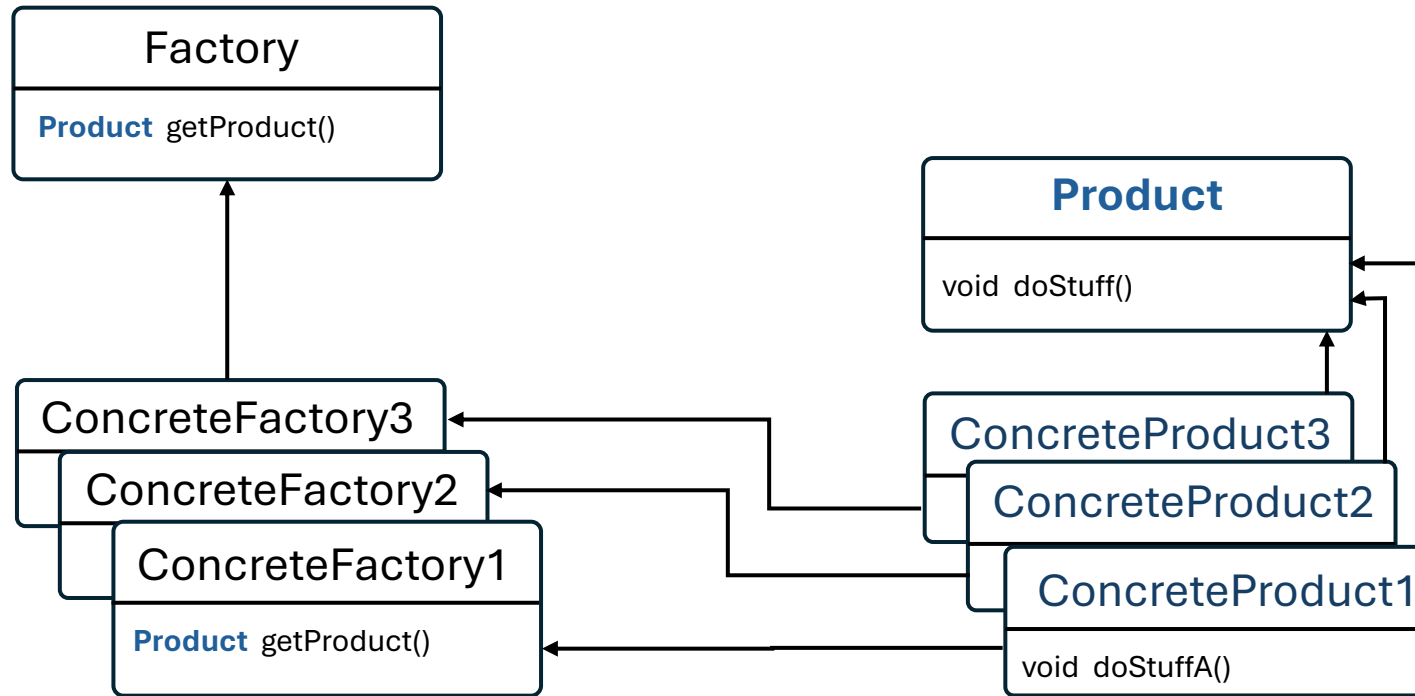 Factory
Product getProduct()
Product
void doStuff()
ConcreteFactory3
ConcreteFactory2
ConcreteFactory1
Product getProduct()
ConcreteProduct3
ConcreteProduct2
ConcreteProduct1
void doStuffA()